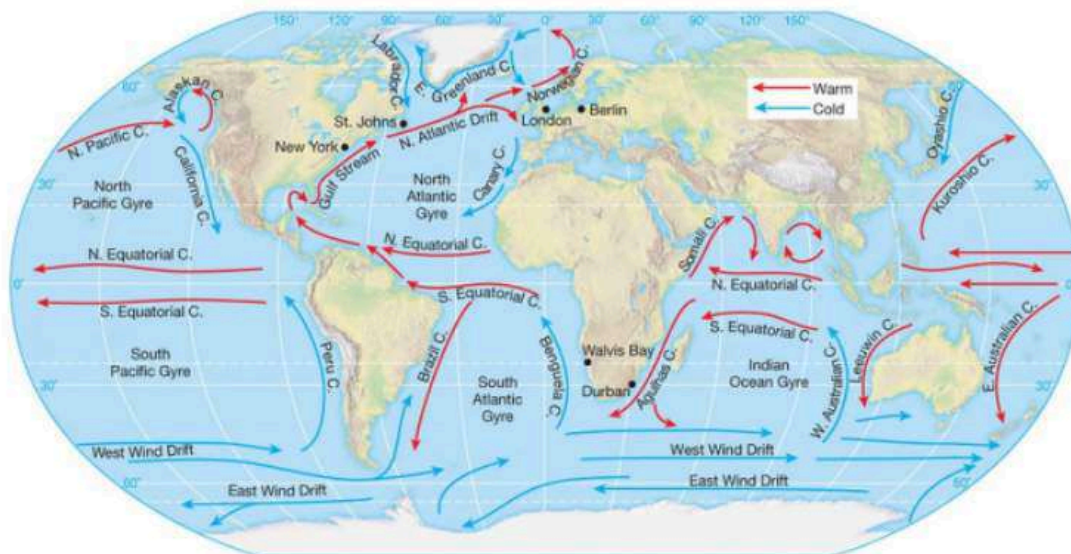 150° 120° 90° 60° 30° 0° 30° 60° 90° 120° 150°
60°
Alaskan C.
Labrador C.
E. Greenland C.
Norwegian C.
Warm
Cold
London
Berlin
St. Johns
N. Atlantic Drift
New York
N. Pacific C.
California C.
Gulf Stream
Canary C.
Oyashio C.
Kuroshio C.
30°
30°
North
Pacific Gyre
North
Atlantic
Gyre
Somali C.
N. Equatorial C.
N. Equatorial C.
N. Equatorial C.
0°
0°
S. Equatorial C.
S. Equatorial C.
S. Equatorial C.
South
Pacific Gyre
Peru C.
Brazil C.
South
Atlantic
Gyre
Benguela C.
Walvis Bay
Durban
Agulhas C.
Indian
Ocean Gyre
W. Australian C.
Leeuwin C.
E. Australian C.
30°
30°
West Wind Drift
West Wind Drift
60°
60°
East Wind Drift
East Wind Drift